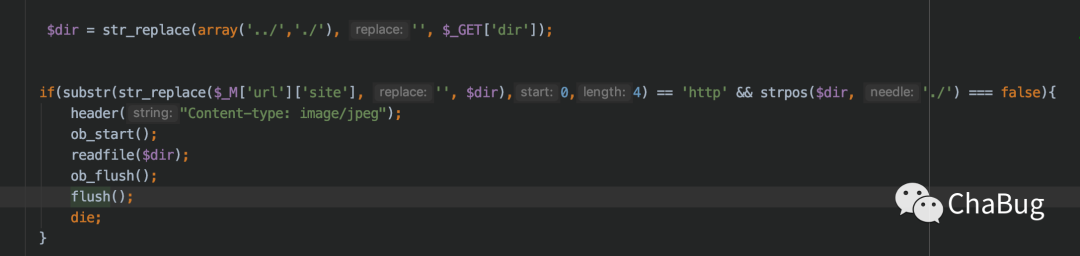 $dir = str_replace(array('../','./'), replace: '', $_GET['dir']);
if(substr(str_replace($_M['url']['site'], replace: '', $dir), start: 0, length: 4) == 'http' && strpos($dir, needle: './') === false){
header( string: "Content-type: image/jpeg");
ob_start();
readfile($dir);
ob_flush();
flush();
die;
}
ChaBug